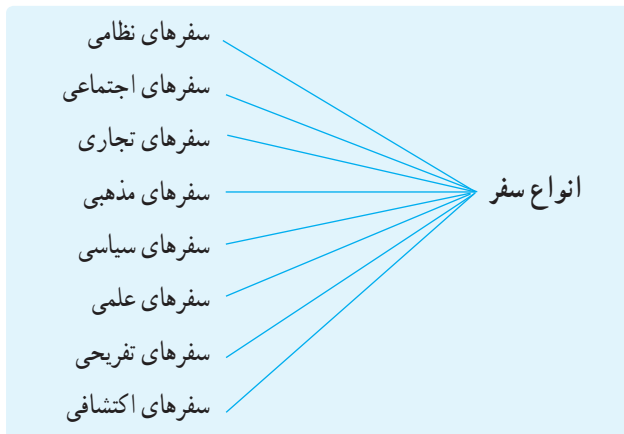 انواع سفر
سفرهای نظامی
سفرهای اجتماعی
سفرهای تجاری
سفرهای مذهبی
سفرهای سیاسی
سفرهای علمی
سفرهای تفریحی
سفرهای اکتشافی